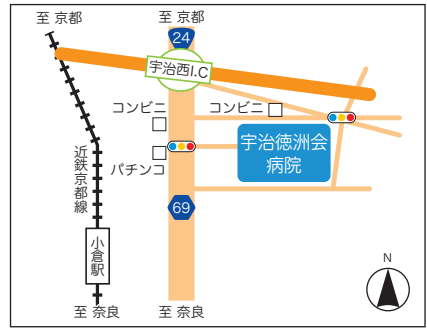 至 京都
至 京都
24
宇治西I.C
コンビニ
コンビニ
宇治徳洲会
病院
パチンコ
近鉄京都線
69
小倉駅
N
至 奈良
至 奈良